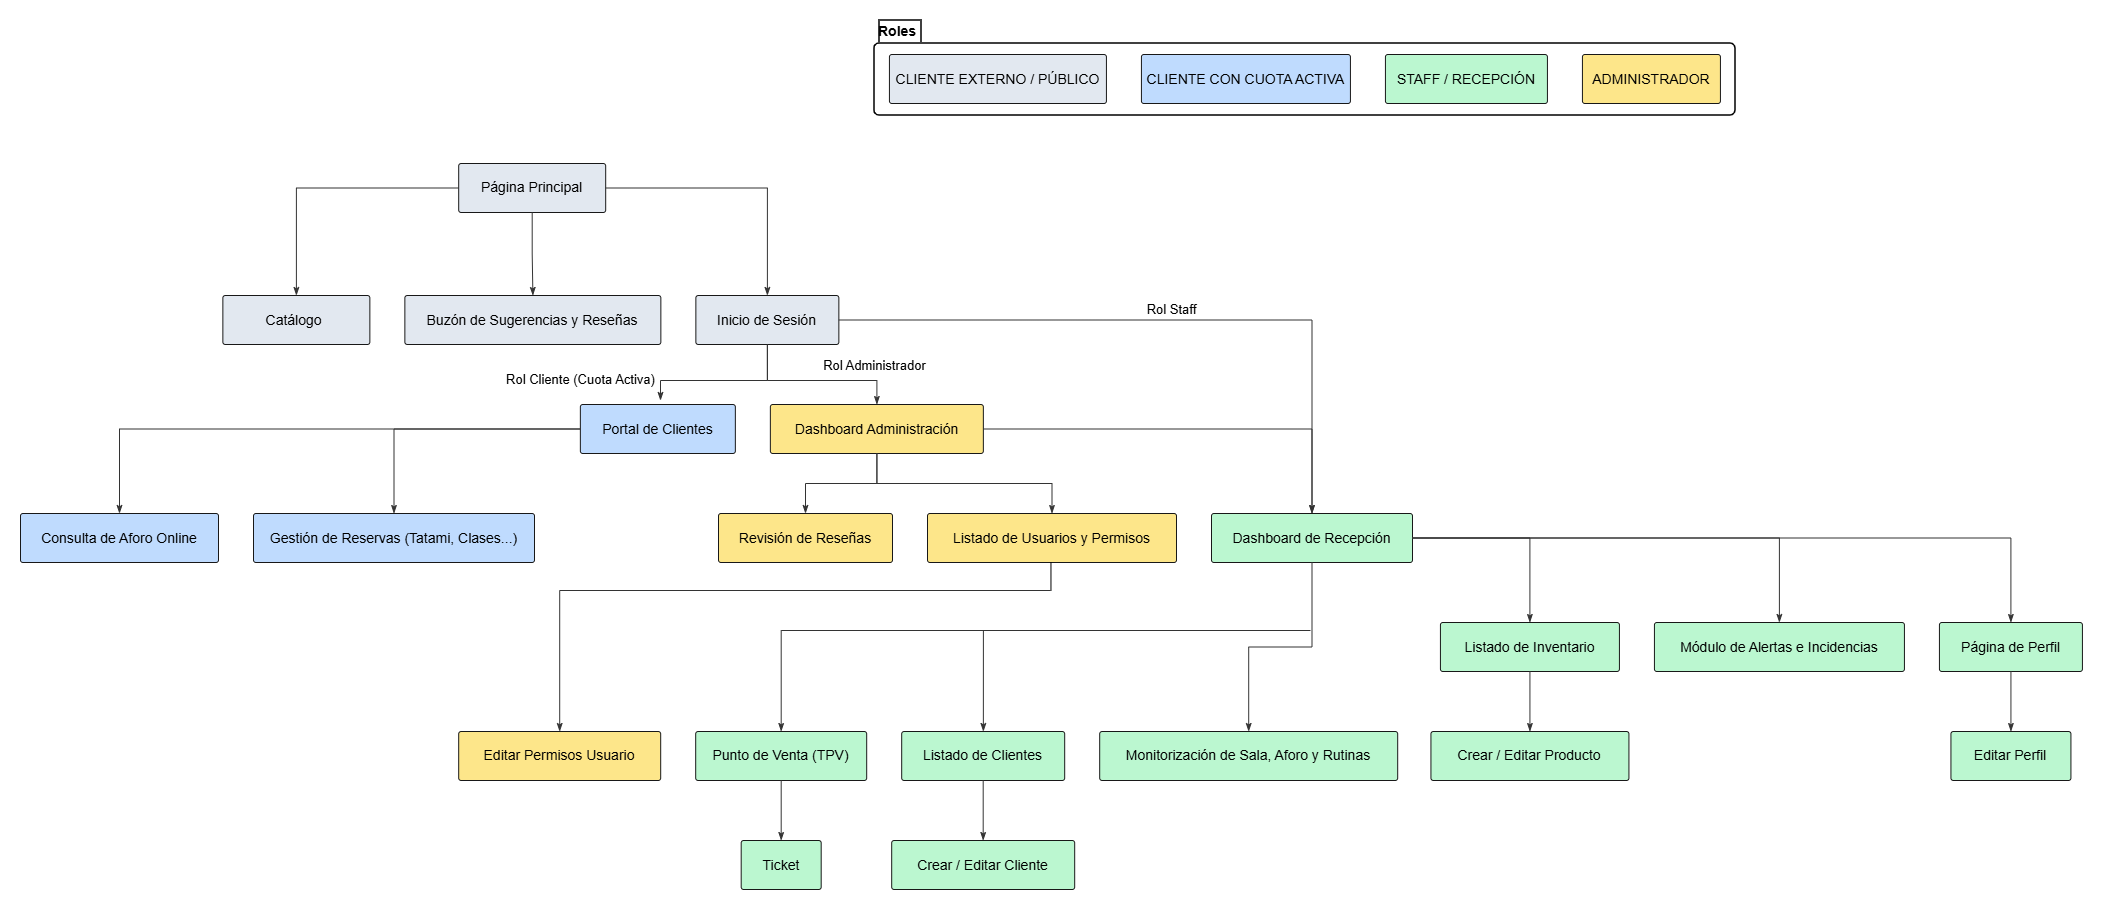 Roles
CLIENTE EXTERNO / PÚBLICO
CLIENTE CON CUOTA ACTIVA
STAFF / RECEPCIÓN
ADMINISTRADOR
Página Principal
Catálogo
Buzón de Sugerencias y Reseñas
Inicio de Sesión
Rol Staff
Rol Cliente (Cuota Activa)
Rol Administrador
Portal de Clientes
Dashboard Administración
Consulta de Aforo Online
Gestión de Reservas (Tatami, Clases...)
Revisión de Reseñas
Listado de Usuarios y Permisos
Dashboard de Recepción
Listado de Inventario
Módulo de Alertas e Incidencias
Página de Perfil
Editar Permisos Usuario
Punto de Venta (TPV)
Listado de Clientes
Monitorización de Sala, Aforo y Rutinas
Crear / Editar Producto
Editar Perfil
Ticket
Crear / Editar Cliente